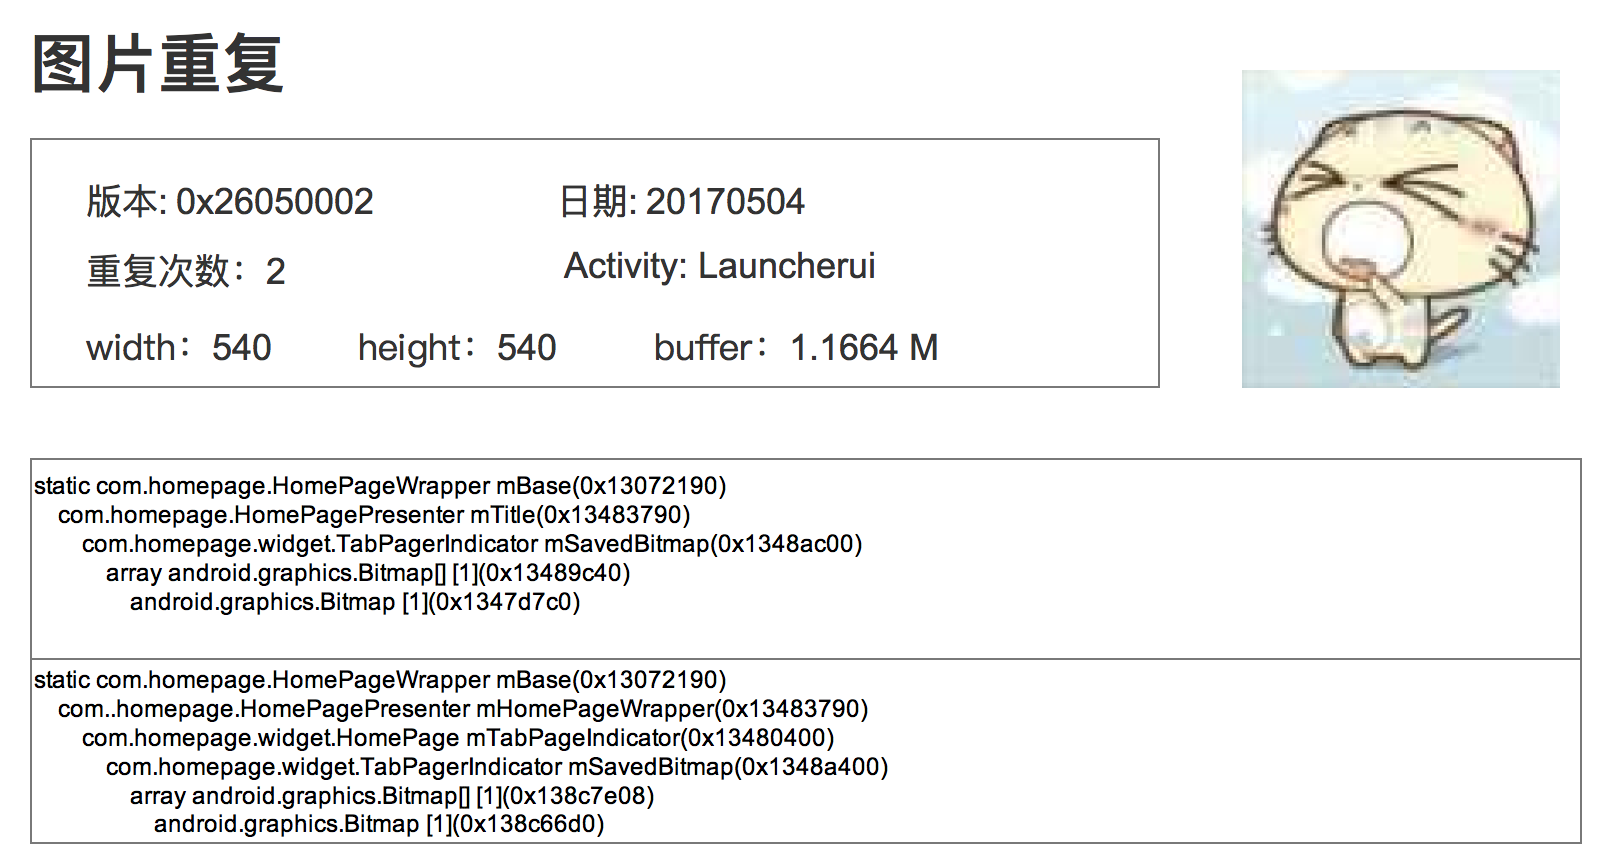 图片重复
版本: 0x26050002 日期: 20170504
重复次数：2 Activity: Launcherui
width：540 height：540 buffer：1.1664 M
static com.homepage.HomePageWrapper mBase(0x13072190)
com.homepage.HomePagePresenter mTitle(0x13483790)
com.homepage.widget.TabPagerIndicator mSavedBitmap(0x1348ac00)
array android.graphics.Bitmap[] [1](0x13489c40)
android.graphics.Bitmap [1](0x1347d7c0)
static com.homepage.HomePageWrapper mBase(0x13072190)
com..homepage.HomePagePresenter mHomePageWrapper(0x13483790)
com.homepage.widget.HomePage mTabPageIndicator(0x13480400)
com.homepage.widget.TabPagerIndicator mSavedBitmap(0x1348a400)
array android.graphics.Bitmap[] [1](0x138c7e08)
android.graphics.Bitmap [1](0x138c66d0)